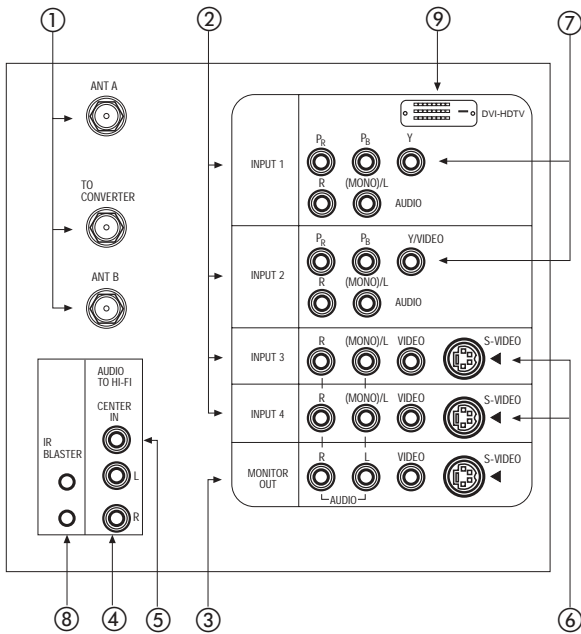 ① ② ⑨ ⑦
ANT A
TO
CONVERTER
ANT B
DVI-HDTV
INPUT 1
PR PB Y
R (MONO)/L AUDIO
INPUT 2
PR PB Y/VIDEO
R (MONO)/L AUDIO
INPUT 3
R (MONO)/L VIDEO S-VIDEO
INPUT 4
R (MONO)/L VIDEO S-VIDEO
MONITOR
OUT
R L VIDEO S-VIDEO
AUDIO
IR
BLASTER
AUDIO
TO HI-FI
CENTER
IN
L
R
⑧ ④ ⑤ ③ ⑥